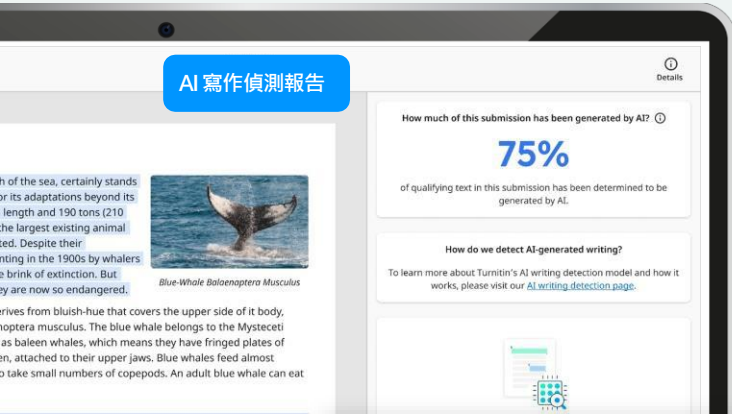 AI 寫作偵測報告
Details
How much of this submission has been generated by AI?
75%
of qualifying text in this submission has been determined to be
generated by AI.
How do we detect AI-generated writing?
To learn more about Turnitin's AI writing detection model and how it
works, please visit our AI writing detection page.
h of the sea, certainly stands
or its adaptations beyond its
length and 190 tons (210
he largest existing animal
ted. Despite their
nting in the 1900s by whalers
e brink of extinction. But
ey are now so endangered.
Blue-Whale Balaenoptera Musculus
erives from bluish-hue that covers the upper side of it body,
noptera musculus. The blue whale belongs to the Mysteceti
as baleen whales, which means they have fringed plates of
en, attached to their upper jaws. Blue whales feed almost
o take small numbers of copepods. An adult blue whale can eat